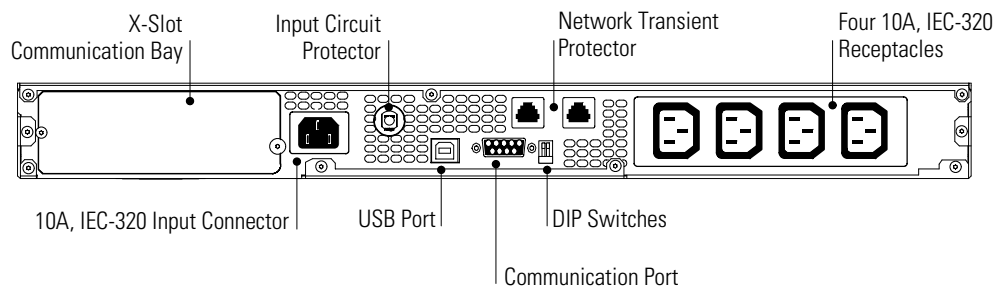 X-Slot
Communication Bay
Input Circuit
Protector
Network Transient
Protector
Four 10A, IEC-320
Receptacles
10A, IEC-320 Input Connector
USB Port
DIP Switches
Communication Port